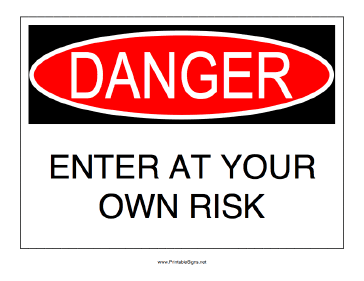 DANGER
ENTER AT YOUR
OWN RISK
www.PrintableSigns.net